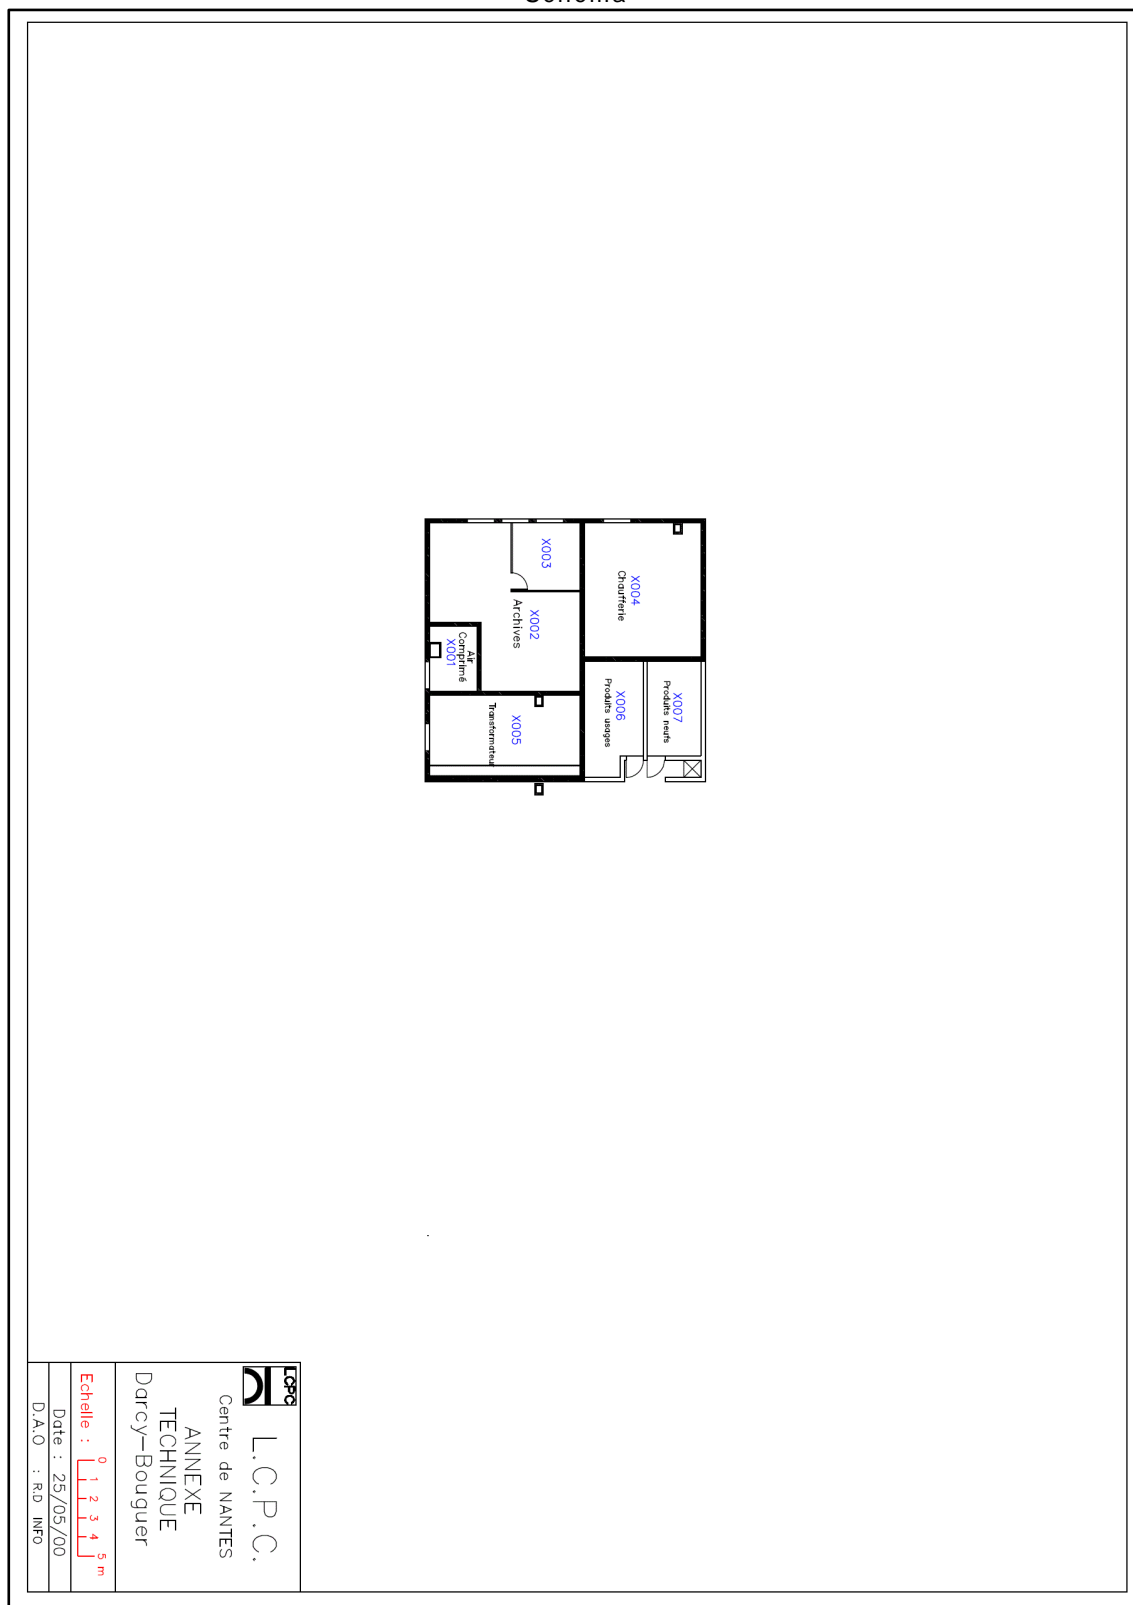 X003
X004
Chaufferie
X002
Archives
Air
Comprimé
X001
X005
Transformateur
X006
Produits usages
X007
Produits neufs
LCPC
L.C.P.C.
Centre de NANTES
ANNEXE
TECHNIQUE
Darcy-Bouguer
Echelle : 0 1 2 3 4 5 m
Date : 25/05/00
D.A.O : R.D INFO